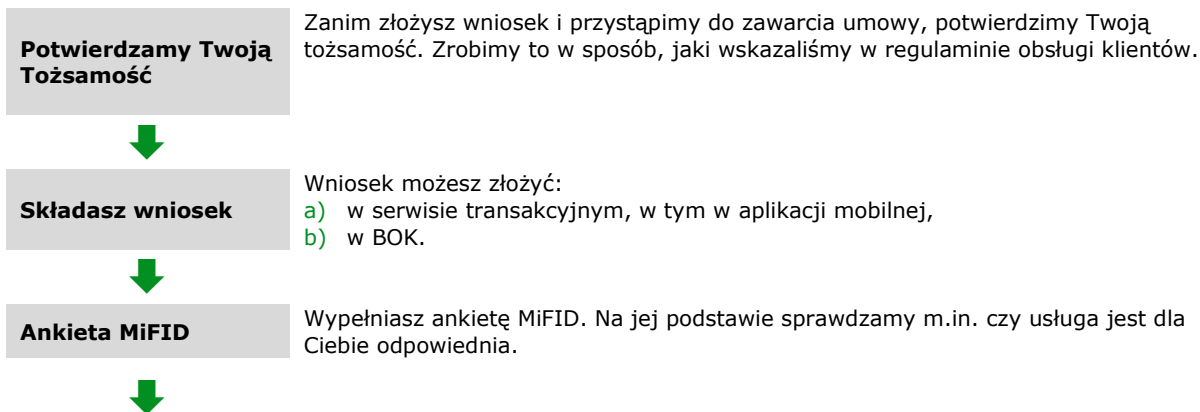 Potwierdzamy Twoją
Tożsamość
Zanim złożysz wniosek i przystąpimy do zawarcia umowy, potwierdzimy Twoją
tożsamość. Zrobimy to w sposób, jaki wskazaliśmy w regulaminie obsługi klientów.
Składasz wniosek
Wniosek możesz złożyć:
a) w serwisie transakcyjnym, w tym w aplikacji mobilnej,
b) w BOK.
Ankieta MiFID
Wypełniasz ankietę MiFID. Na jej podstawie sprawdzamy m.in. czy usługa jest dla
Ciebie odpowiednia.